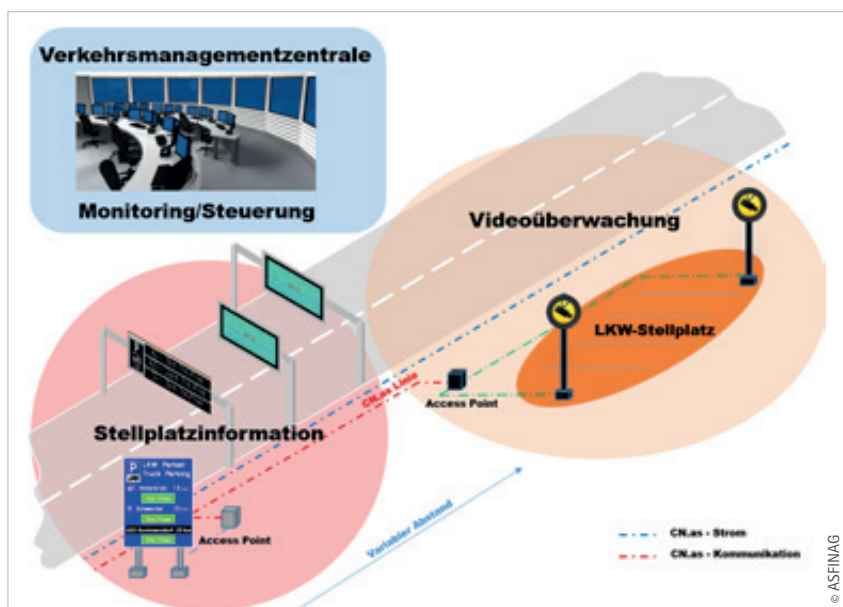 Verkehrsmanagementzentrale
Monitoring/Steuerung
Videoüberwachung
LKW-Stellplatz
CN.as Linie
Access Point
Stellplatzinformation
P LKW Parken
Truck Parking
Access Point
Variabler Abstand
CN.as - Strom
CN.as - Kommunikation
© ASFINAG